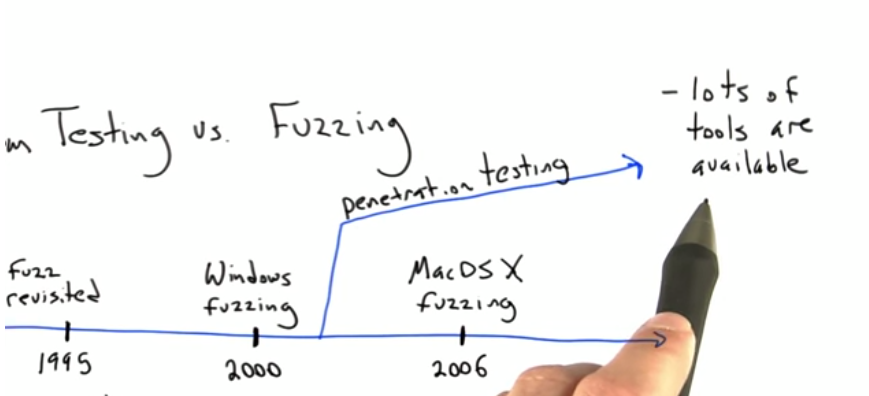 m Testing vs. Fuzzing
- lots of
tools are
available
penetration testing
Fuzz
revisited
Windows
fuzzing
MacOS X
fuzzing
1995
2000
2006